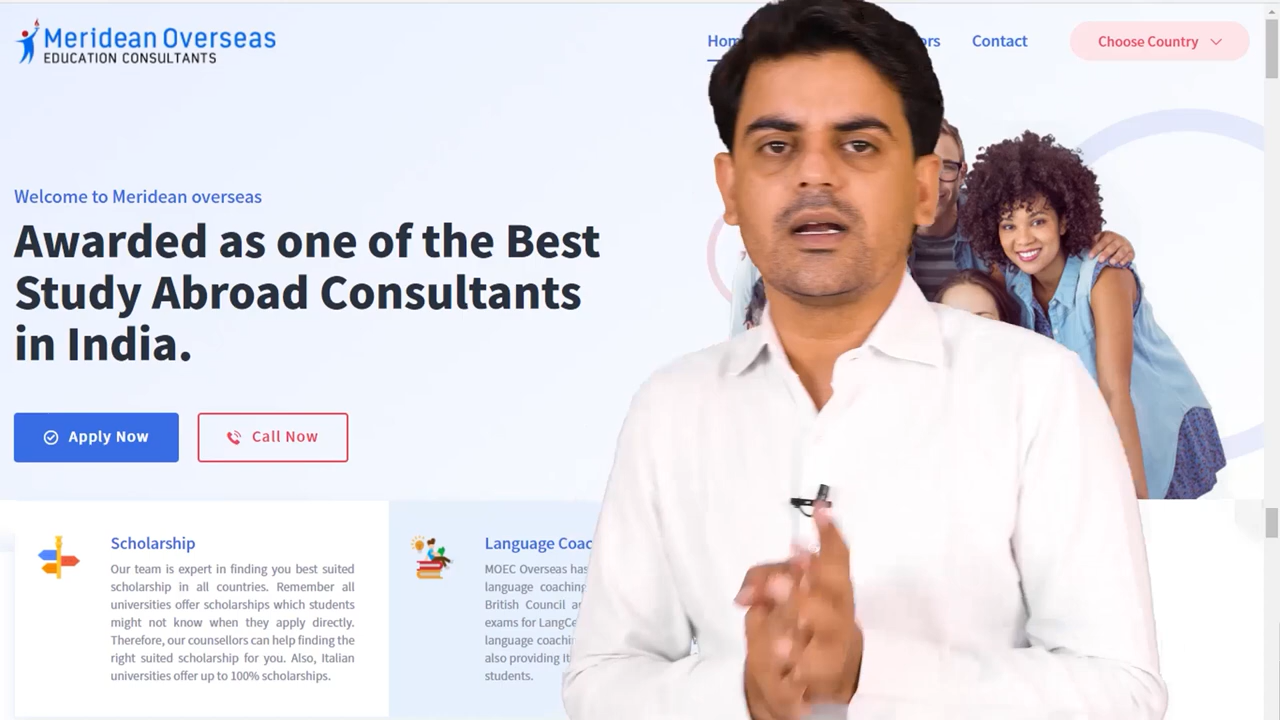 Meridean Overseas
EDUCATION CONSULTANTS
Contact
Choose Country
Welcome to Meridean overseas
Awarded as one of the Best
Study Abroad Consultants
in India.
Apply Now
Call Now
Scholarship
Our team is expert in finding you best suited
scholarship in all countries. Remember all
universities offer scholarships which students
might not know when they apply directly.
Therefore, our counsellors can help finding the
right suited scholarship for you. Also, Italian
universities offer up to 100% scholarships.
Language
MOEC Overseas has
language coaching
British Council
exams for
language
also providing
students.